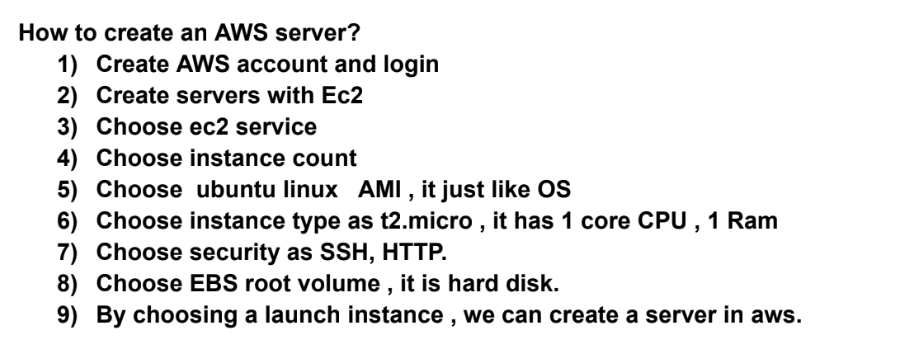 How to create an AWS server?
1) Create AWS account and login
2) Create servers with Ec2
3) Choose ec2 service
4) Choose instance count
5) Choose ubuntu linux AMI , it just like OS
6) Choose instance type as t2.micro , it has 1 core CPU , 1 Ram
7) Choose security as SSH, HTTP.
8) Choose EBS root volume , it is hard disk.
9) By choosing a launch instance , we can create a server in aws.